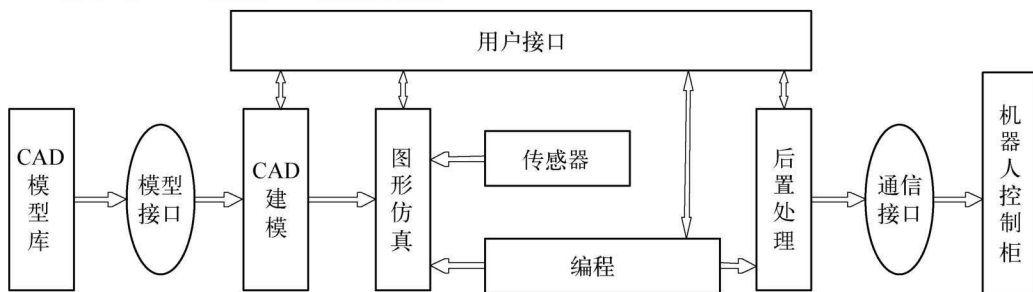 用户接口
CAD
模型库
模型
接口
CAD
建模
图形仿真
传感器
编程
后置处理
通信
接口
机器人控制柜